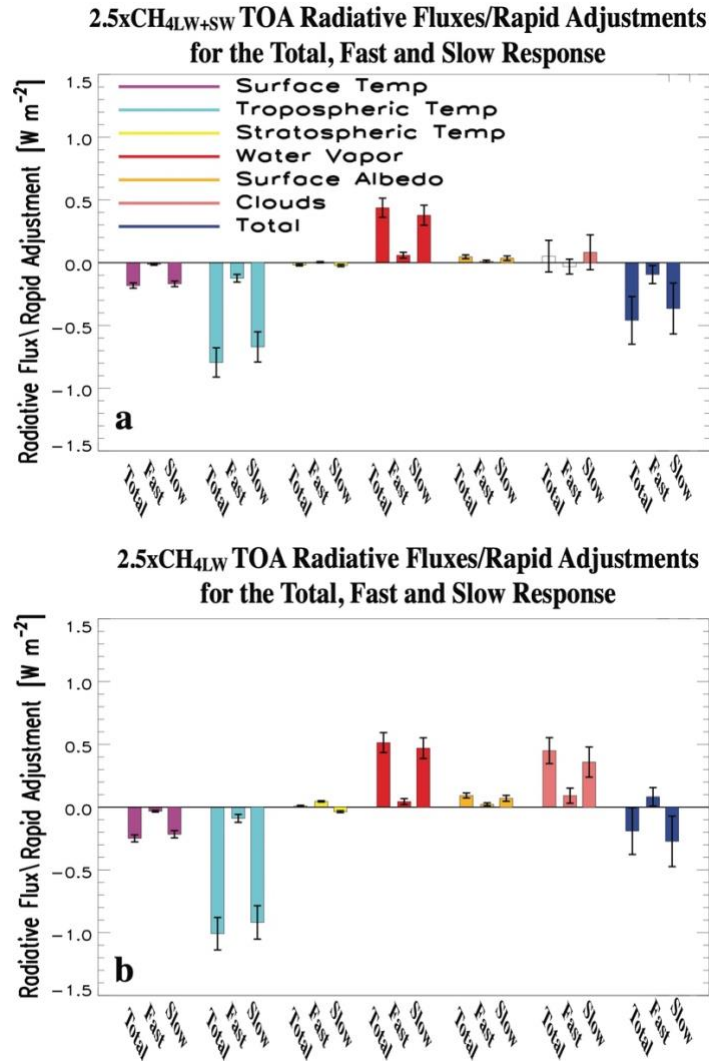 2.5xCH4LW+SW TOA Radiative Fluxes/Rapid Adjustments
for the Total, Fast and Slow Response
Radiative Flux\Rapid Adjustment [W m-2]
1.5
1.0
0.5
0.0
-0.5
-1.0
-1.5
Surface Temp
Tropospheric Temp
Stratospheric Temp
Water Vapor
Surface Albedo
Clouds
Total
a
Total Fast Slow Total Fast Slow Total Fast Slow Total Fast Slow Total Fast Slow Total Fast Slow Total Fast Slow
2.5xCH4LW TOA Radiative Fluxes/Rapid Adjustments
for the Total, Fast and Slow Response
Radiative Flux\Rapid Adjustment [W m-2]
1.5
1.0
0.5
0.0
-0.5
-1.0
-1.5
b
Total Fast Slow Total Fast Slow Total Fast Slow Total Fast Slow Total Fast Slow Total Fast Slow Total Fast Slow